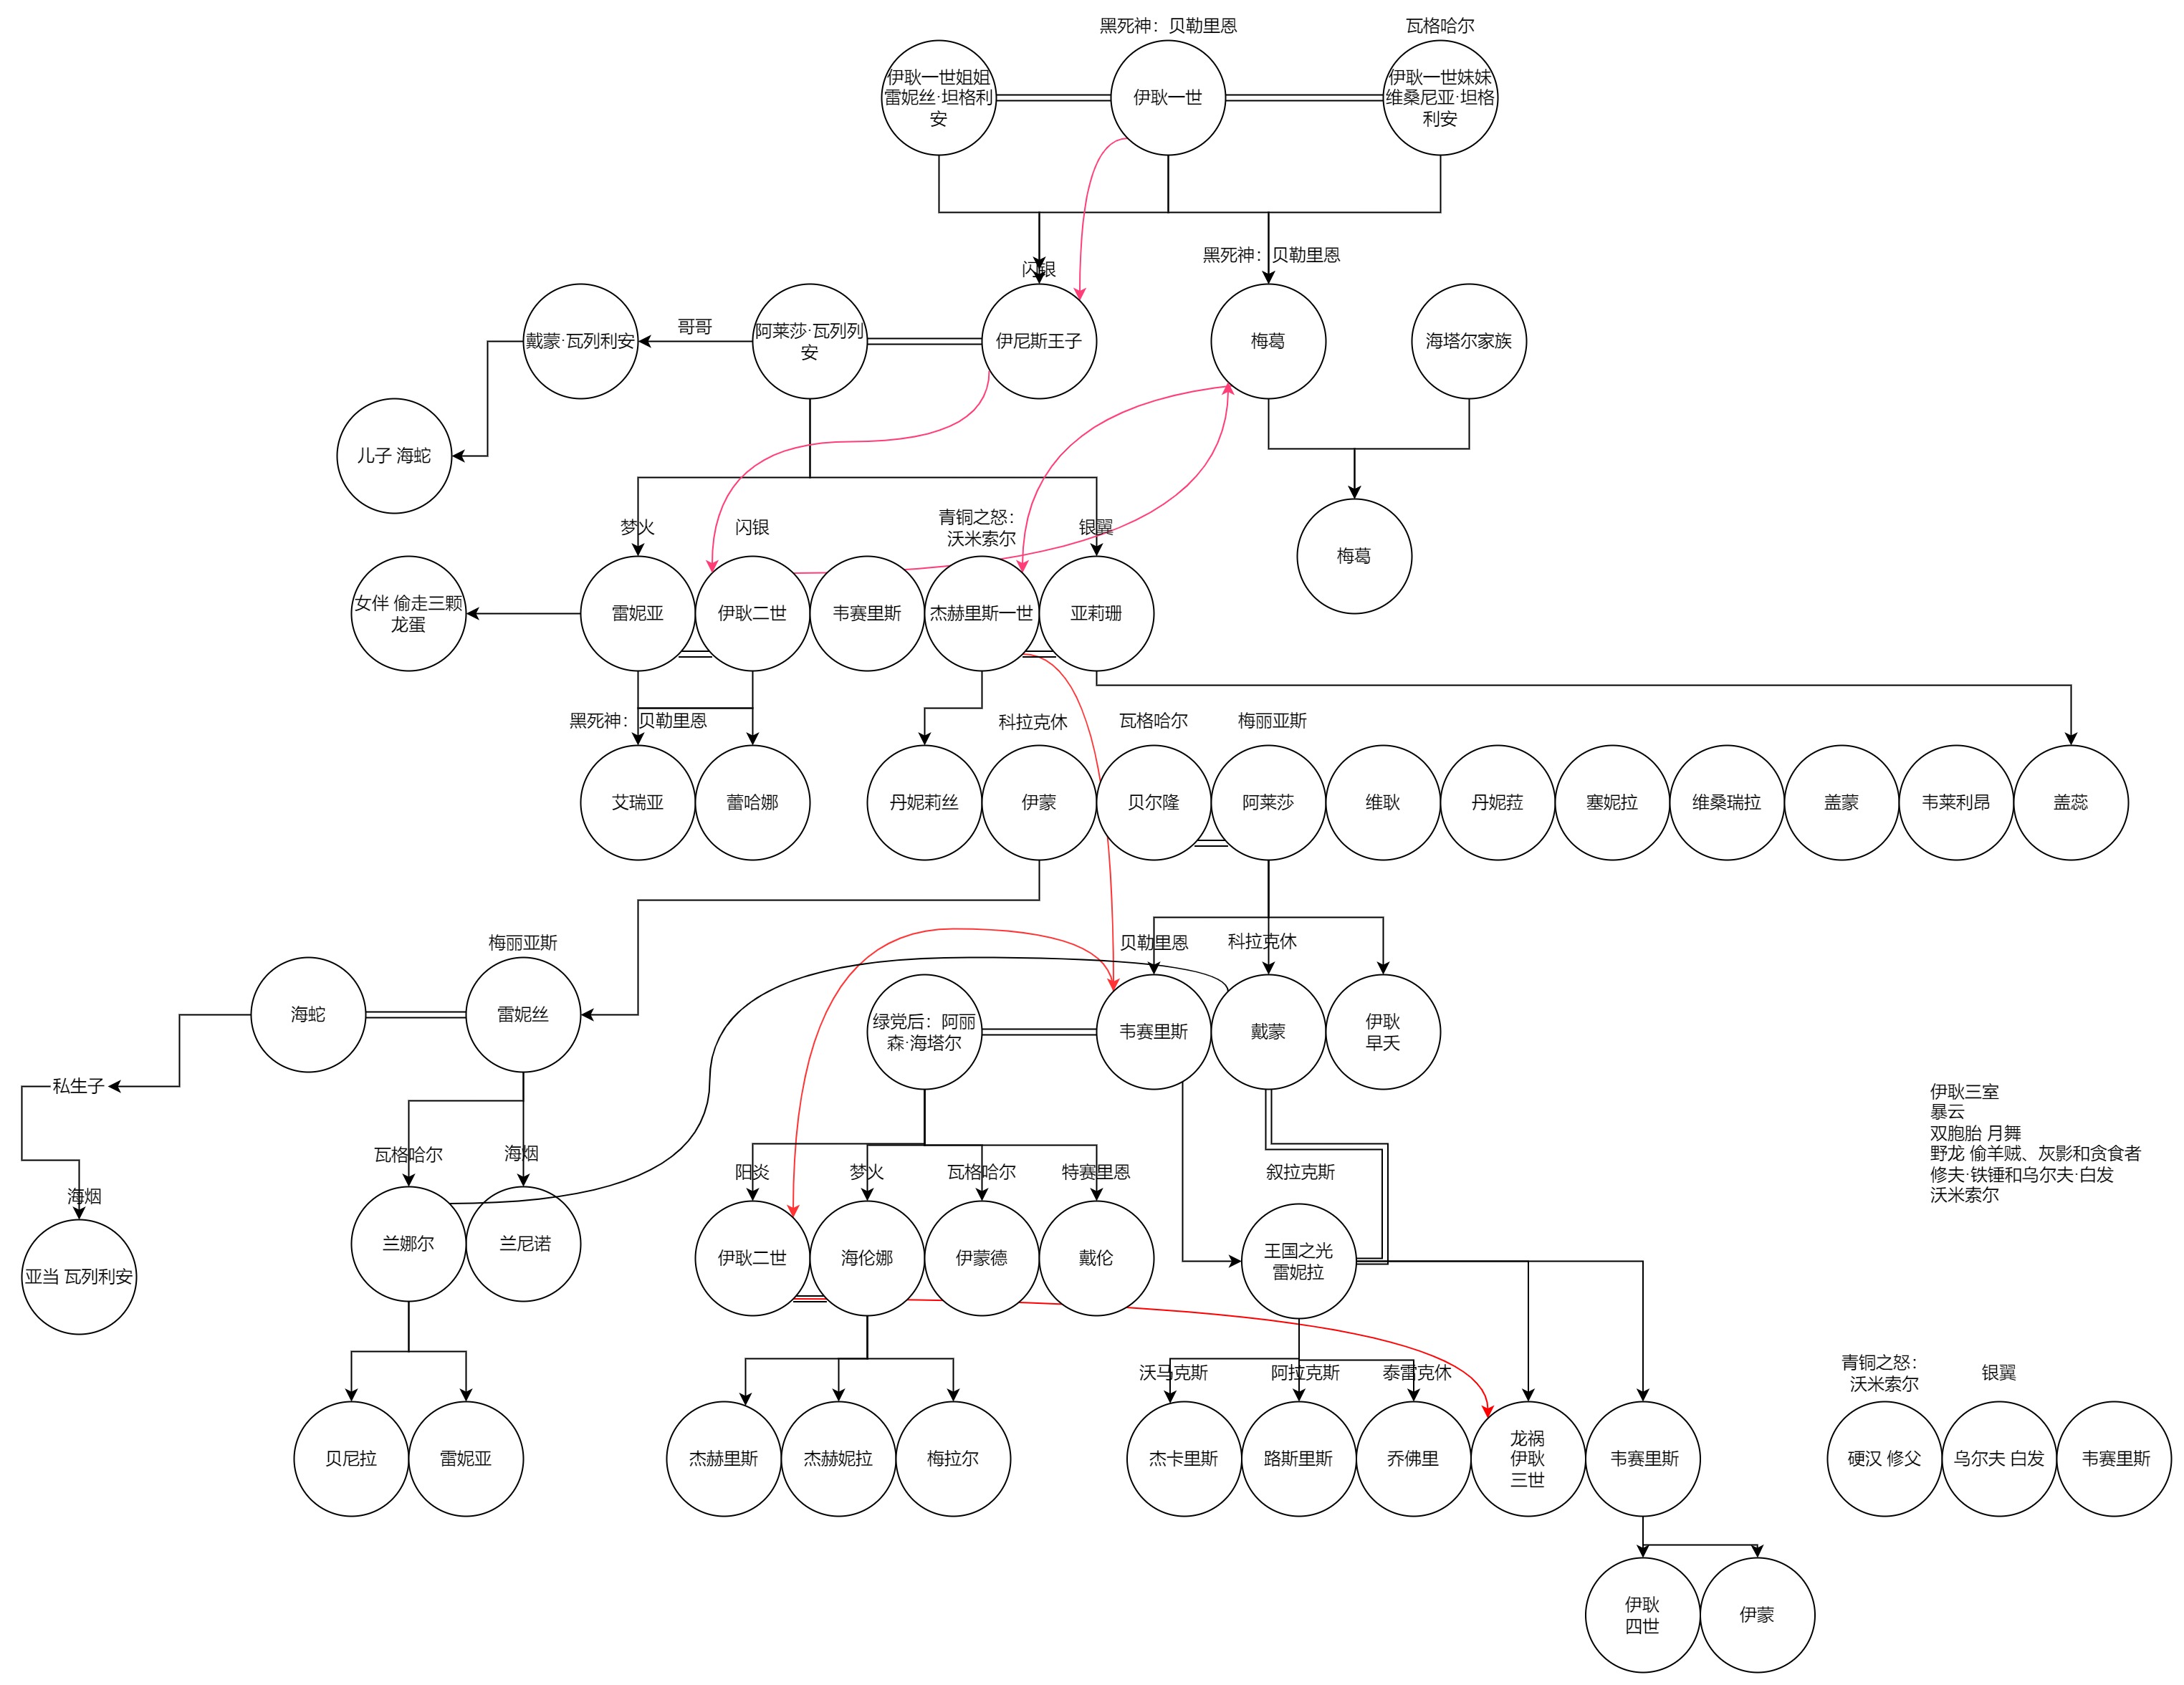 黑死神：贝勒里恩
瓦格哈尔
伊耿一世姐姐
雷妮丝·坦格利
安
伊耿一世
伊耿一世妹妹
维桑尼亚·坦格
利安
闪银
黑死神：贝勒里恩
戴蒙·瓦列利安
哥哥
阿莱莎·瓦列列
安
伊尼斯王子
梅葛
海塔尔家族
儿子 海蛇
梦火
闪银
青铜之怒：
沃米索尔
银翼
梅葛
女伴 偷走三颗
龙蛋
雷妮亚
伊耿二世
韦赛里斯
杰赫里斯一世
亚莉珊
黑死神：贝勒里恩
科拉克休
瓦格哈尔
梅丽亚斯
艾瑞亚
蕾哈娜
丹妮莉丝
伊蒙
贝尔隆
阿莱莎
维耿
丹妮菈
塞妮拉
维桑瑞拉
盖蒙
韦莱利昂
盖蕊
梅丽亚斯
贝勒里恩
科拉克休
海蛇
雷妮丝
绿党后：阿丽
森·海塔尔
韦赛里斯
戴蒙
伊耿
早夭
私生子
伊耿三室
暴云
双胞胎 月舞
野龙 偷羊贼、灰影和贪食者
修夫·铁锤和乌尔夫·白发
沃米索尔
瓦格哈尔
海烟
阳炎
梦火
瓦格哈尔
特赛里恩
叙拉克斯
海烟
亚当 瓦列利安
兰娜尔
兰尼诺
伊耿二世
海伦娜
伊蒙德
戴伦
王国之光
雷妮拉
沃马克斯
阿拉克斯
泰雷克休
青铜之怒：
沃米索尔
银翼
贝尼拉
雷妮亚
杰赫里斯
杰赫妮拉
梅拉尔
杰卡里斯
路斯里斯
乔佛里
龙祸
伊耿
三世
韦赛里斯
硬汉 修父
乌尔夫 白发
韦赛里斯
伊耿
四世
伊蒙